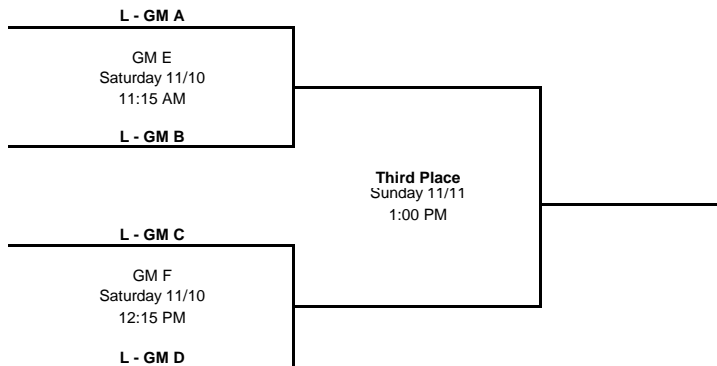 L - GM A
GM E
Saturday 11/10
11:15 AM
L - GM B
Third Place
Sunday 11/11
1:00 PM
L - GM C
GM F
Saturday 11/10
12:15 PM
L - GM D